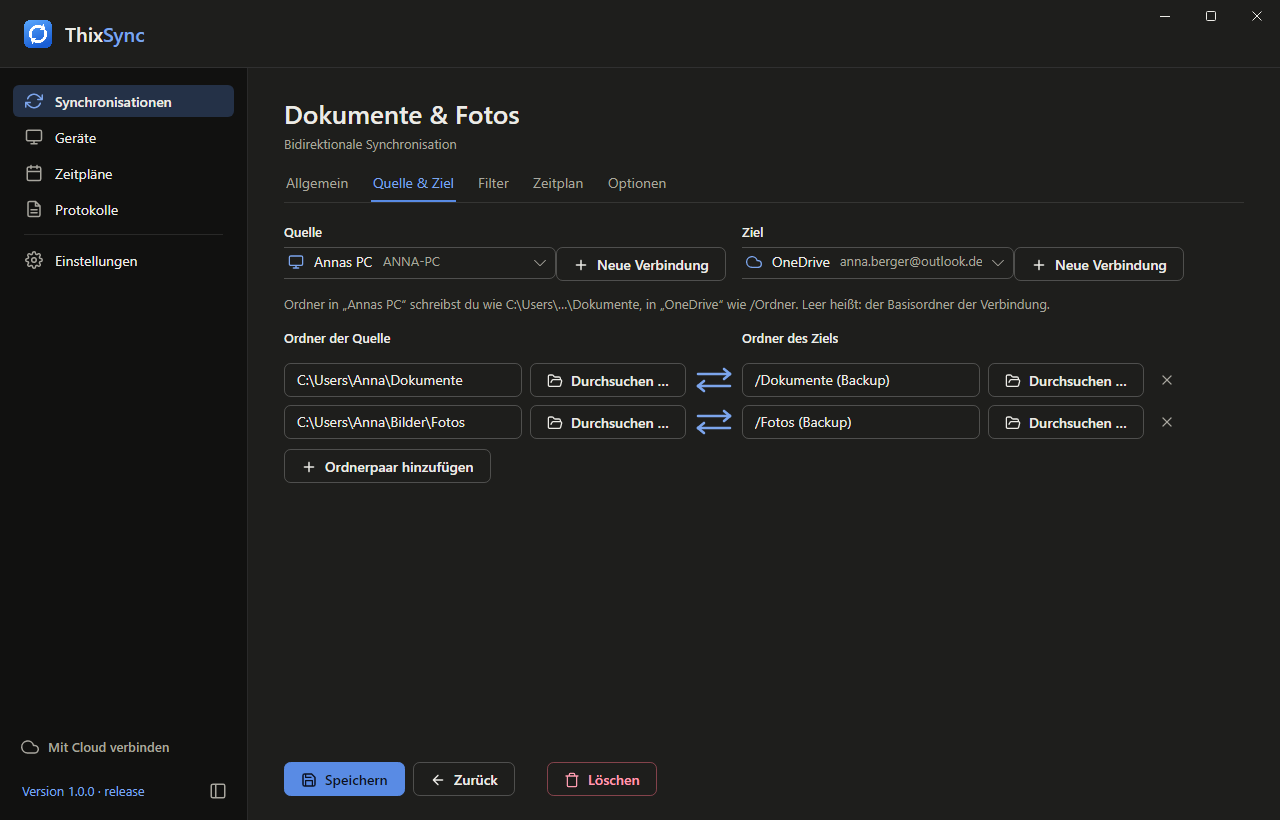 ThixSync
Synchronisationen
Geräte
Zeitpläne
Protokolle
Einstellungen
Mit Cloud verbinden
Version 1.0.0 · release
Dokumente & Fotos
Bidirektionale Synchronisation
Allgemein Quelle & Ziel Filter Zeitplan Optionen
Quelle Ziel
Annas PC ANNA-PC Neue Verbindung OneDrive anna.berger@outlook.de Neue Verbindung
Ordner in „Annas PC“ schreibst du wie C:\Users\...\Dokumente, in „OneDrive“ wie /Ordner. Leer heißt: der Basisordner der Verbindung.
Ordner der Quelle Ordner des Ziels
C:\Users\Anna\Dokumente Durchsuchen ... /Dokumente (Backup) Durchsuchen ...
C:\Users\Anna\Bilder\Fotos Durchsuchen ... /Fotos (Backup) Durchsuchen ...
Ordnerpaar hinzufügen
Speichern Zurück Löschen